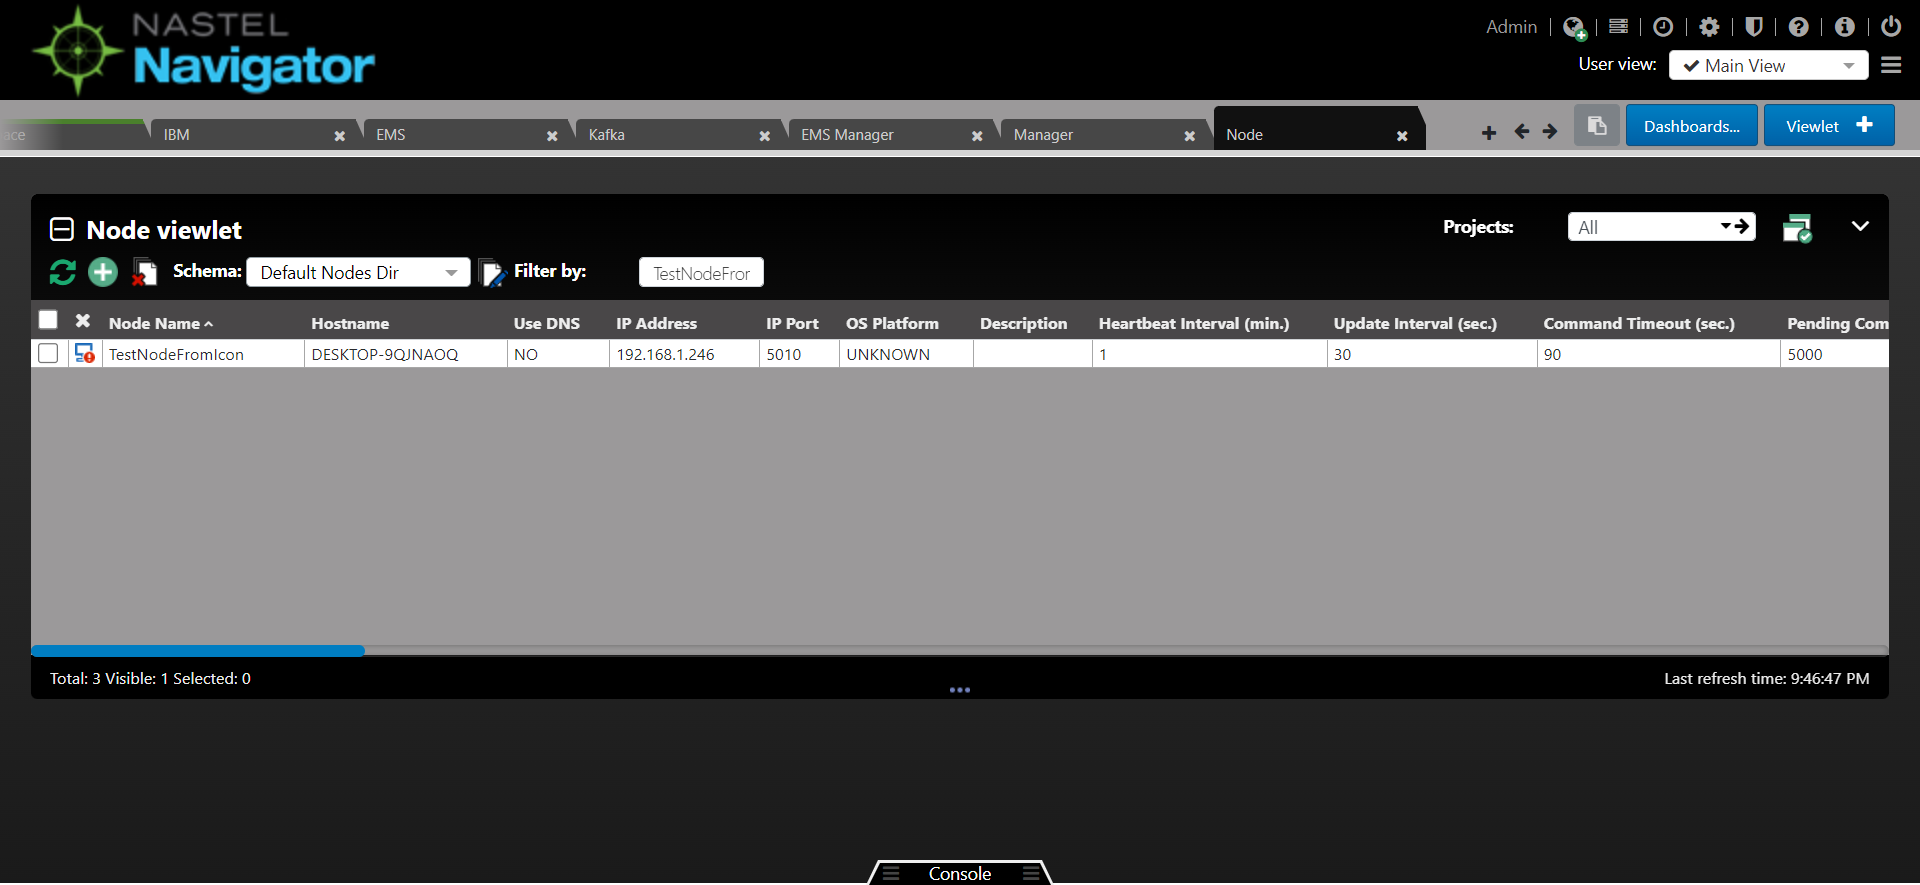 NASTEL
Navigator
Admin
User view:
Main View
ace
IBM
EMS
Kafka
EMS Manager
Manager
Node
Dashboards...
Viewlet
Node viewlet
Projects:
All
Schema:
Default Nodes Dir
Filter by:
TestNodeFror
Node Name Hostname Use DNS IP Address IP Port OS Platform Description Heartbeat Interval (min.) Update Interval (sec.) Command Timeout (sec.) Pending Com
TestNodeFromIcon DESKTOP-9QJNAOQ NO 192.168.1.246 5010 UNKNOWN 1 30 90 5000
Total: 3 Visible: 1 Selected: 0
Last refresh time: 9:46:47 PM
Console